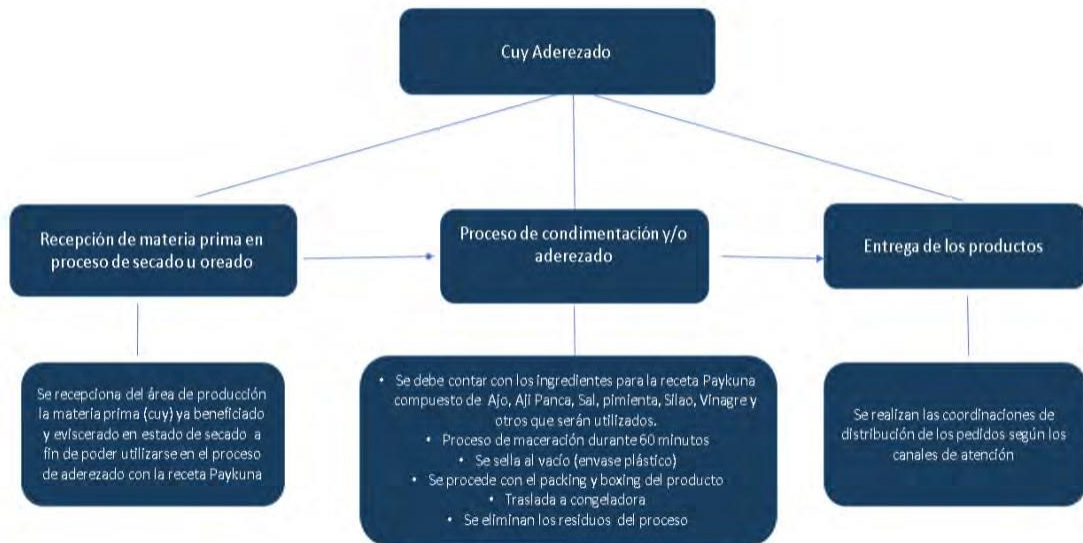 Cuy Aderezado
Recepción de materia prima en
proceso de secado u oreado
Proceso de condimentación y/o
aderezado
Entrega de los productos
Se recepciona del área de producción
la materia prima (cuy) ya beneficiado
y eviscerado en estado de secado a
fin de poder utilizarse en el proceso
de aderezado con la receta Paykuna
• Se debe contar con los ingredientes para la receta Paykuna
compuesto de Ajo, Aji Panca, Sal, pimienta, Silao, Vinagre y
otros que serán utilizados.
• Proceso de maceración durante 60 minutos
• Se sella al vacío (envase plástico)
• Se procede con el packing y boxing del producto
• Traslada a congeladora
• Se eliminan los residuos del proceso
Se realizan las coordinaciones de
distribución de los pedidos según los
canales de atención